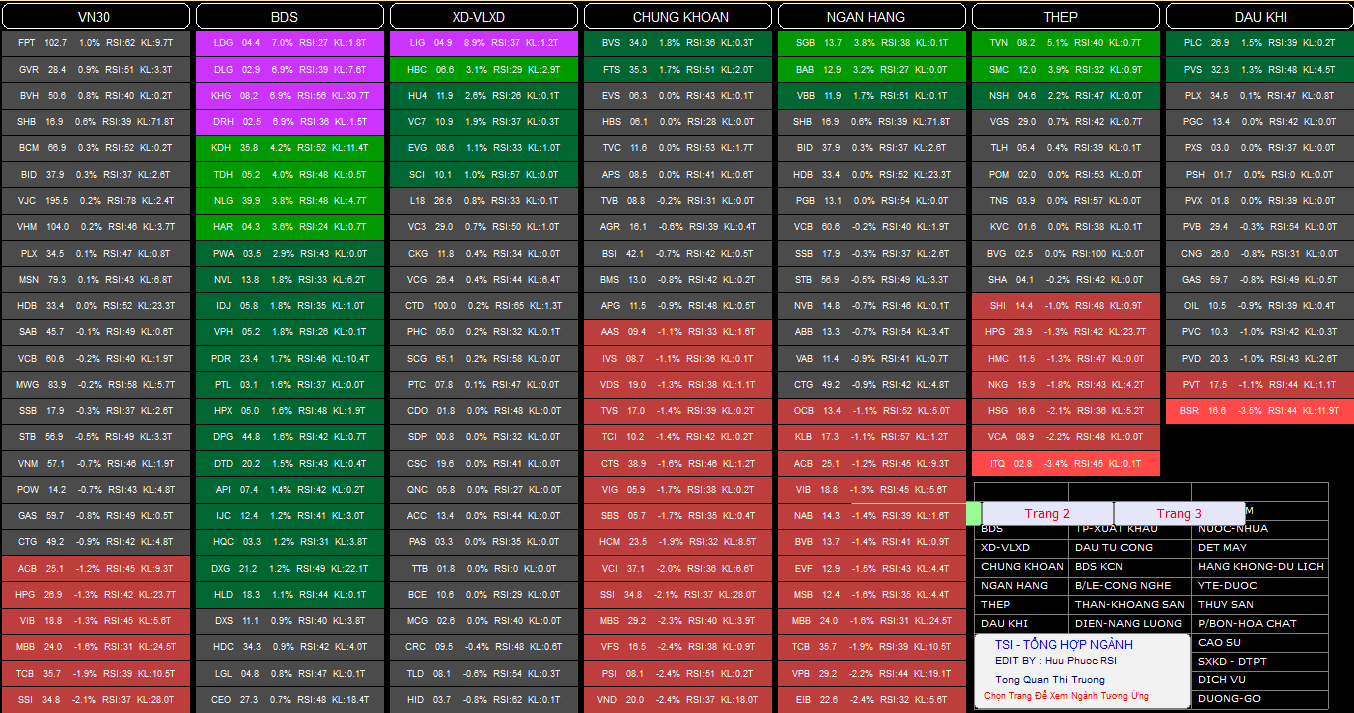 VN30
FPT 102.7 1.0% RSI:62 KL:9.7T
GVR 28.4 0.9% RSI:51 KL:3.3T
BVH 50.6 0.8% RSI:40 KL:0.2T
SHB 16.9 0.6% RSI:39 KL:71.8T
BCM 66.9 0.3% RSI:52 KL:0.2T
BID 37.9 0.3% RSI:37 KL:2.6T
VJC 195.5 0.2% RSI:78 KL:2.4T
VHM 104.0 0.2% RSI:46 KL:3.7T
PLX 34.5 0.1% RSI:47 KL:0.8T
MSN 79.3 0.1% RSI:43 KL:6.8T
HDB 33.4 0.0% RSI:52 KL:23.3T
SAB 45.7 -0.1% RSI:49 KL:0.6T
VCB 60.6 -0.2% RSI:40 KL:1.9T
MWG 83.9 -0.2% RSI:58 KL:5.7T
SSB 17.9 -0.3% RSI:37 KL:2.6T
STB 56.9 -0.5% RSI:49 KL:3.3T
VNM 57.1 -0.7% RSI:46 KL:1.9T
POW 14.2 -0.7% RSI:43 KL:4.8T
GAS 59.7 -0.8% RSI:49 KL:0.5T
CTG 49.2 -0.9% RSI:42 KL:4.8T
ACB 25.1 -1.2% RSI:45 KL:9.3T
HPG 26.9 -1.3% RSI:42 KL:23.7T
VIB 18.8 -1.3% RSI:45 KL:5.6T
MBB 24.0 -1.6% RSI:31 KL:24.5T
TCB 35.7 -1.9% RSI:39 KL:10.5T
SSI 34.8 -2.1% RSI:37 KL:28.0T
BDS
LDG 04.4 7.0% RSI:27 KL:1.8T
DLG 02.9 6.9% RSI:39 KL:7.6T
KHG 08.2 6.9% RSI:56 KL:30.7T
DRH 02.5 6.9% RSI:36 KL:1.5T
KDH 35.8 4.2% RSI:52 KL:11.4T
TDH 05.2 4.0% RSI:48 KL:0.5T
NLG 39.9 3.8% RSI:48 KL:4.7T
HAR 04.3 3.6% RSI:24 KL:0.7T
PWA 03.5 2.9% RSI:43 KL:0.0T
NVL 13.8 1.8% RSI:33 KL:6.2T
IDJ 05.8 1.8% RSI:35 KL:1.0T
VPH 05.2 1.8% RSI:26 KL:0.1T
PDR 23.4 1.7% RSI:46 KL:10.4T
PTL 03.1 1.6% RSI:37 KL:0.0T
HPX 05.0 1.6% RSI:48 KL:1.9T
DPG 44.8 1.6% RSI:42 KL:0.7T
DTD 20.2 1.5% RSI:43 KL:0.4T
API 07.4 1.4% RSI:42 KL:0.2T
IJC 12.4 1.2% RSI:41 KL:3.0T
HQC 03.3 1.2% RSI:31 KL:3.8T
DXG 21.2 1.2% RSI:49 KL:22.1T
HLD 18.3 1.1% RSI:44 KL:0.1T
DXS 11.1 0.9% RSI:40 KL:3.8T
HDC 34.3 0.9% RSI:42 KL:4.0T
LGL 04.8 0.8% RSI:47 KL:0.1T
CEO 27.3 0.7% RSI:48 KL:18.4T
XD-VLXD
LIG 04.9 8.9% RSI:37 KL:1.2T
HBC 06.6 3.1% RSI:29 KL:2.9T
HU4 11.9 2.6% RSI:26 KL:0.1T
VC7 10.9 1.9% RSI:37 KL:0.3T
EVG 08.6 1.1% RSI:33 KL:1.0T
SCI 10.1 1.0% RSI:57 KL:0.0T
L18 26.6 0.8% RSI:33 KL:0.1T
VC3 29.0 0.7% RSI:50 KL:1.0T
CKG 11.8 0.4% RSI:34 KL:0.0T
VCG 26.4 0.4% RSI:44 KL:6.4T
CTD 100.0 0.2% RSI:65 KL:1.3T
PHC 05.0 0.2% RSI:32 KL:0.1T
SCG 65.1 0.2% RSI:58 KL:0.0T
PTC 07.8 0.1% RSI:47 KL:0.0T
CDO 01.8 0.0% RSI:48 KL:0.0T
SDP 00.8 0.0% RSI:32 KL:0.0T
CSC 19.6 0.0% RSI:41 KL:0.0T
QNC 05.8 0.0% RSI:27 KL:0.0T
ACC 13.4 0.0% RSI:44 KL:0.0T
PAS 03.3 0.0% RSI:35 KL:0.0T
TTB 01.8 0.0% RSI:0 KL:0.0T
BCE 10.6 0.0% RSI:29 KL:0.0T
MCG 02.6 0.0% RSI:40 KL:0.0T
CRC 09.5 -0.4% RSI:48 KL:0.6T
TLD 08.1 -0.6% RSI:54 KL:0.3T
HID 03.7 -0.8% RSI:62 KL:0.1T
CHUNG KHOAN
BVS 34.0 1.8% RSI:36 KL:0.3T
FTS 35.3 1.7% RSI:51 KL:2.0T
EVS 06.3 0.0% RSI:43 KL:0.1T
HBS 06.1 0.0% RSI:28 KL:0.0T
TVC 11.6 0.0% RSI:53 KL:1.7T
APS 08.5 0.0% RSI:41 KL:0.6T
TVB 08.8 -0.2% RSI:31 KL:0.0T
AGR 16.1 -0.6% RSI:39 KL:0.4T
BSI 42.1 -0.7% RSI:42 KL:0.5T
BMS 13.0 -0.8% RSI:42 KL:0.2T
APG 11.5 -0.9% RSI:48 KL:0.5T
AAS 09.4 -1.1% RSI:33 KL:1.6T
IVS 08.7 -1.1% RSI:36 KL:0.1T
VDS 19.0 -1.3% RSI:38 KL:1.1T
TVS 17.0 -1.4% RSI:39 KL:0.2T
TCI 10.2 -1.4% RSI:42 KL:0.2T
CTS 38.9 -1.6% RSI:46 KL:1.2T
VIG 05.9 -1.7% RSI:38 KL:0.2T
SBS 05.7 -1.7% RSI:35 KL:0.4T
HCM 23.5 -1.9% RSI:32 KL:8.5T
VCI 37.1 -2.0% RSI:36 KL:6.6T
SSI 34.8 -2.1% RSI:37 KL:28.0T
MBS 29.2 -2.3% RSI:40 KL:3.9T
VFS 16.5 -2.4% RSI:38 KL:0.9T
PSI 08.1 -2.4% RSI:51 KL:0.2T
VND 20.0 -2.4% RSI:37 KL:18.0T
NGAN HANG
SGB 13.7 3.8% RSI:38 KL:0.1T
BAB 12.9 3.2% RSI:27 KL:0.0T
VBB 11.9 1.7% RSI:51 KL:0.1T
SHB 16.9 0.6% RSI:39 KL:71.8T
BID 37.9 0.3% RSI:37 KL:2.6T
HDB 33.4 0.0% RSI:52 KL:23.3T
PGB 13.1 0.0% RSI:54 KL:0.0T
VCB 60.6 -0.2% RSI:40 KL:1.9T
SSB 17.9 -0.3% RSI:37 KL:2.6T
STB 56.9 -0.5% RSI:49 KL:3.3T
NVB 14.8 -0.7% RSI:46 KL:0.1T
ABB 13.3 -0.7% RSI:54 KL:3.4T
VAB 11.4 -0.9% RSI:41 KL:0.7T
CTG 49.2 -0.9% RSI:42 KL:4.8T
OCB 13.4 -1.1% RSI:52 KL:5.0T
KLB 17.3 -1.1% RSI:57 KL:1.2T
ACB 25.1 -1.2% RSI:45 KL:9.3T
VIB 18.8 -1.3% RSI:45 KL:5.6T
NAB 14.3 -1.4% RSI:39 KL:1.6T
BVB 13.7 -1.4% RSI:41 KL:0.9T
EVF 12.9 -1.5% RSI:43 KL:4.4T
MSB 12.4 -1.6% RSI:35 KL:4.4T
MBB 24.0 -1.6% RSI:31 KL:24.5T
TCB 35.7 -1.9% RSI:39 KL:10.5T
VPB 29.2 -2.2% RSI:44 KL:19.1T
EIB 22.6 -2.4% RSI:32 KL:5.6T
THEP
TVN 08.2 5.1% RSI:40 KL:0.7T
SMC 12.0 3.9% RSI:32 KL:0.9T
NSH 04.6 2.2% RSI:47 KL:0.0T
VGS 29.0 0.7% RSI:42 KL:0.7T
TLH 05.4 0.4% RSI:39 KL:0.1T
POM 02.0 0.0% RSI:53 KL:0.0T
TNS 03.9 0.0% RSI:57 KL:0.0T
KVC 01.6 0.0% RSI:38 KL:0.1T
BVG 02.5 0.0% RSI:100 KL:0.0T
SHA 04.1 -0.2% RSI:42 KL:0.0T
SHI 14.4 -1.0% RSI:48 KL:0.9T
HPG 26.9 -1.3% RSI:42 KL:23.7T
HMC 11.5 -1.3% RSI:47 KL:0.0T
NKG 15.9 -1.8% RSI:43 KL:4.2T
HSG 16.6 -2.1% RSI:36 KL:5.2T
VCA 08.9 -2.2% RSI:48 KL:0.0T
ITQ 02.8 -3.4% RSI:45 KL:0.1T
DAU KHI
PLC 26.9 1.5% RSI:39 KL:0.2T
PVS 32.3 1.3% RSI:48 KL:4.5T
PLX 34.5 0.1% RSI:47 KL:0.8T
PGC 13.4 0.0% RSI:42 KL:0.0T
PXS 03.0 0.0% RSI:37 KL:0.0T
PSH 01.7 0.0% RSI:0 KL:0.0T
PVX 01.8 0.0% RSI:39 KL:0.0T
PVB 29.4 -0.3% RSI:54 KL:0.0T
CNG 26.0 -0.8% RSI:31 KL:0.0T
GAS 59.7 -0.8% RSI:49 KL:0.5T
OIL 10.5 -0.9% RSI:39 KL:0.4T
PVC 10.3 -1.0% RSI:42 KL:0.3T
PVD 20.3 -1.0% RSI:43 KL:2.6T
PVT 17.5 -1.1% RSI:44 KL:1.1T
BSR 16.6 -3.5% RSI:44 KL:11.9T
Trang 2 Trang 3 M
BDS TP-XUAT KHAU NUOC-NHUA
XD-VLXD DAU TU CONG DET MAY
CHUNG KHOAN BDS KCN HANG KHONG-DU LICH
NGAN HANG B/LE-CONG NGHE YTE-DUOC
THEP THAN-KHOANG SAN THUY SAN
DAU KHI DIEN-NANG LUONG P/BON-HOA CHAT
CAO SU
SXKD - DTPT
DICH VU
DUONG-GO
TSI - TỔNG HỢP NGÀNH
EDIT BY : Huu Phuoc RSI
Tong Quan Thi Truong
Chọn Trang Để Xem Ngành Tương Ứng